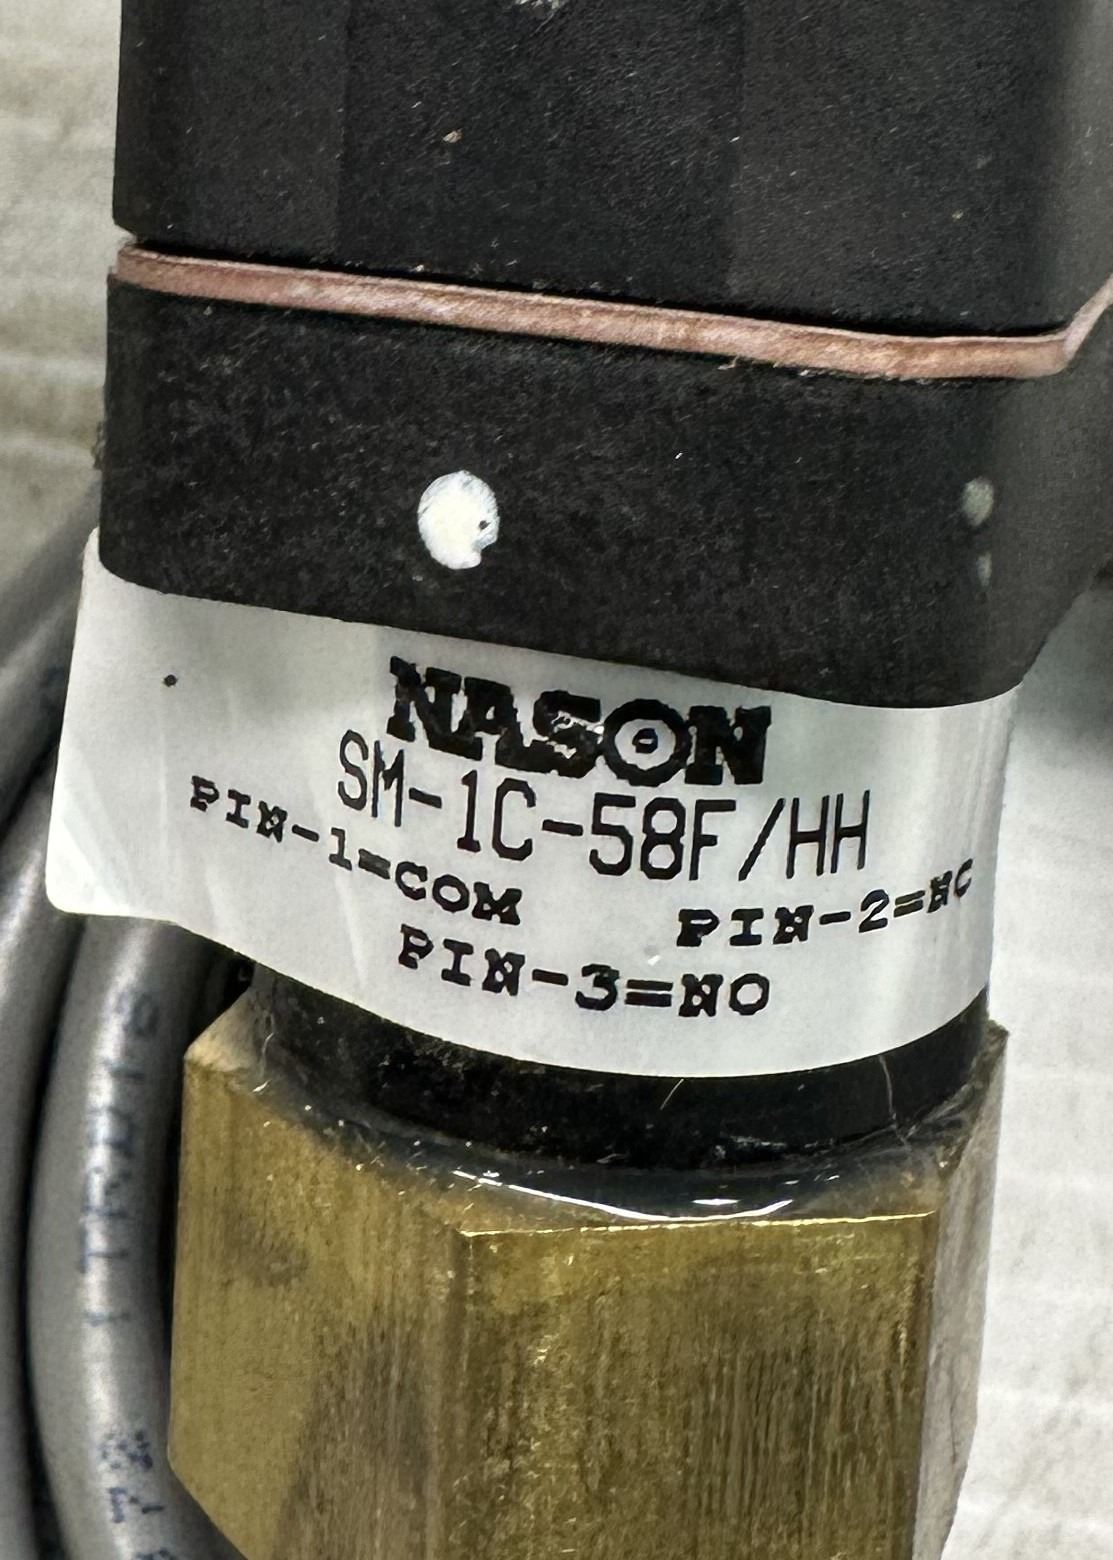 NASON
SM-1C-58F/HH
PIN-1=COM
PIN-2=NC
PIN-3=NO